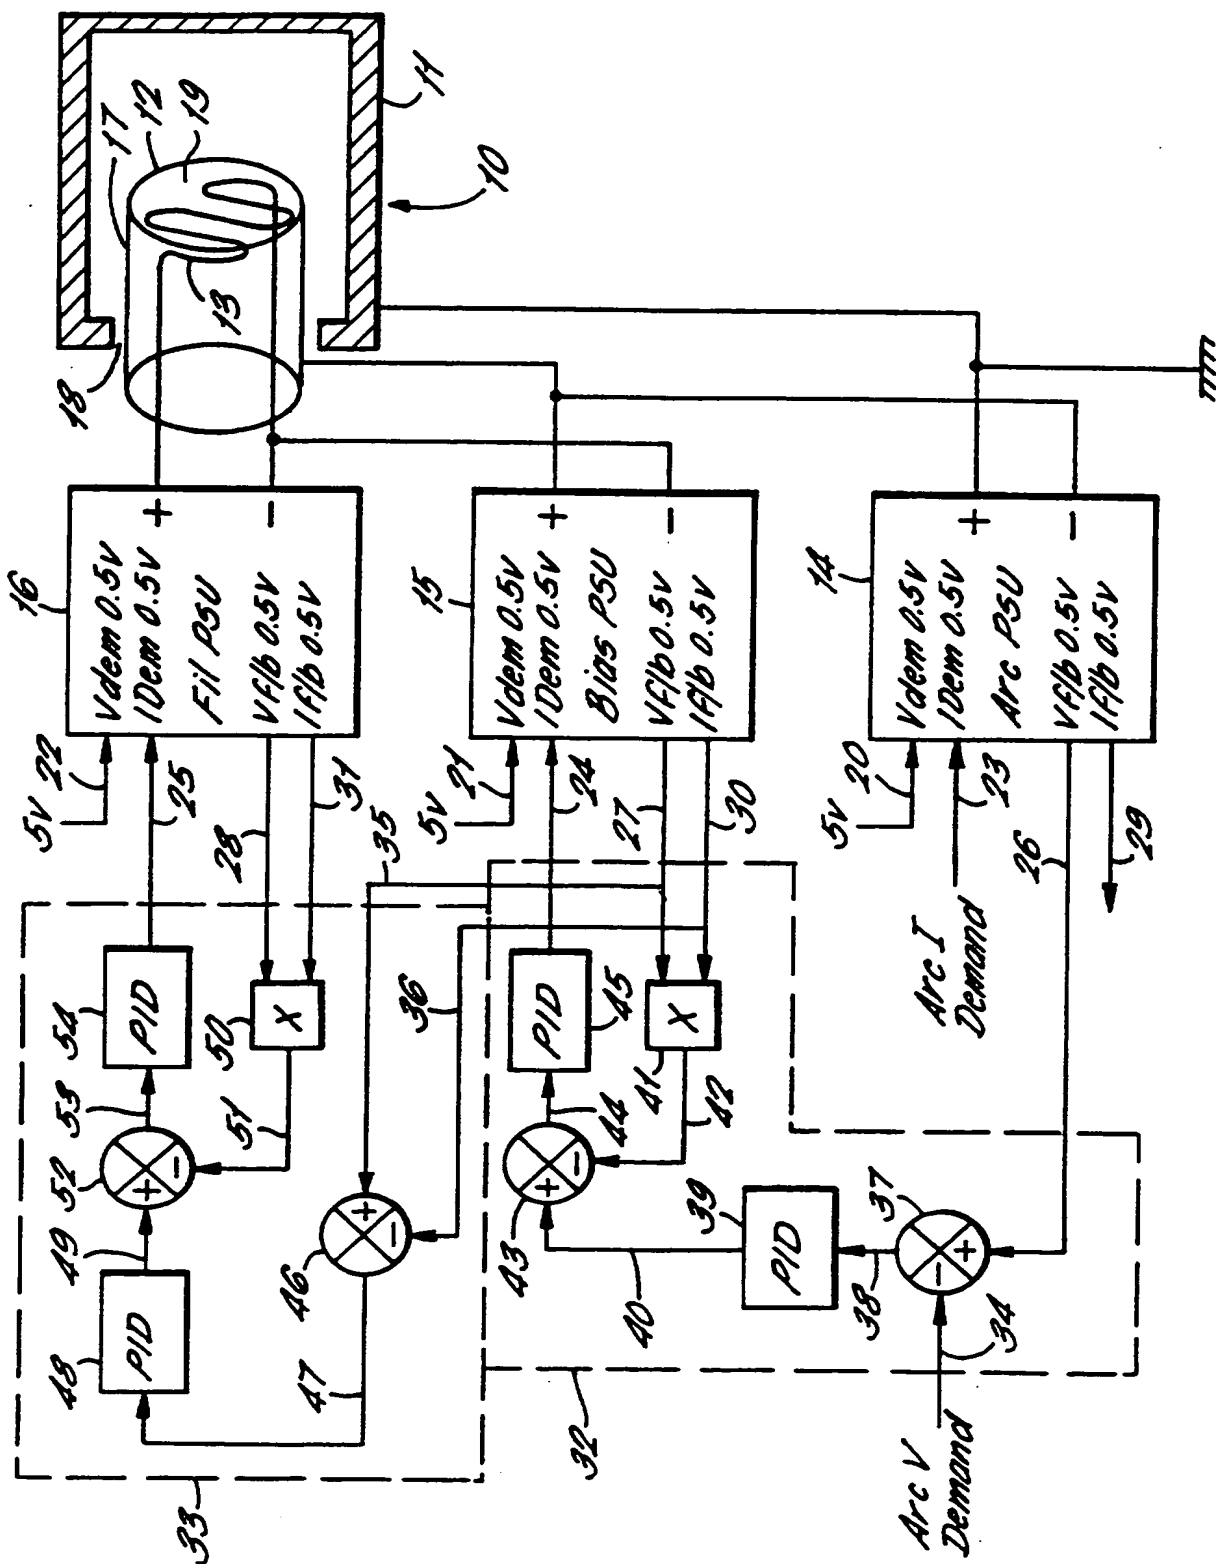 17
12
19
11
10
18
13
16
Vdem 0.5V
IDem 0.5V
Fil PSU
Vf/b 0.5V
If/b 0.5V
+
-
5V
22
25
28
31
15
Vdem 0.5V
IDem 0.5V
Bias PSU
Vf/b 0.5V
If/b 0.5V
+
-
5V
21
24
27
30
14
Vdem 0.5V
IDem 0.5V
Arc PSU
Vf/b 0.5V
If/b 0.5V
+
-
5V
20
23
Arc I
Demand
26
29
35
36
54
PID
53
52
+
-
49
48
PID
50
X
51
46
+
-
47
33
45
PID
44
43
+
-
41
X
42
40
39
PID
38
37
-
+
34
Arc V
Demand
32